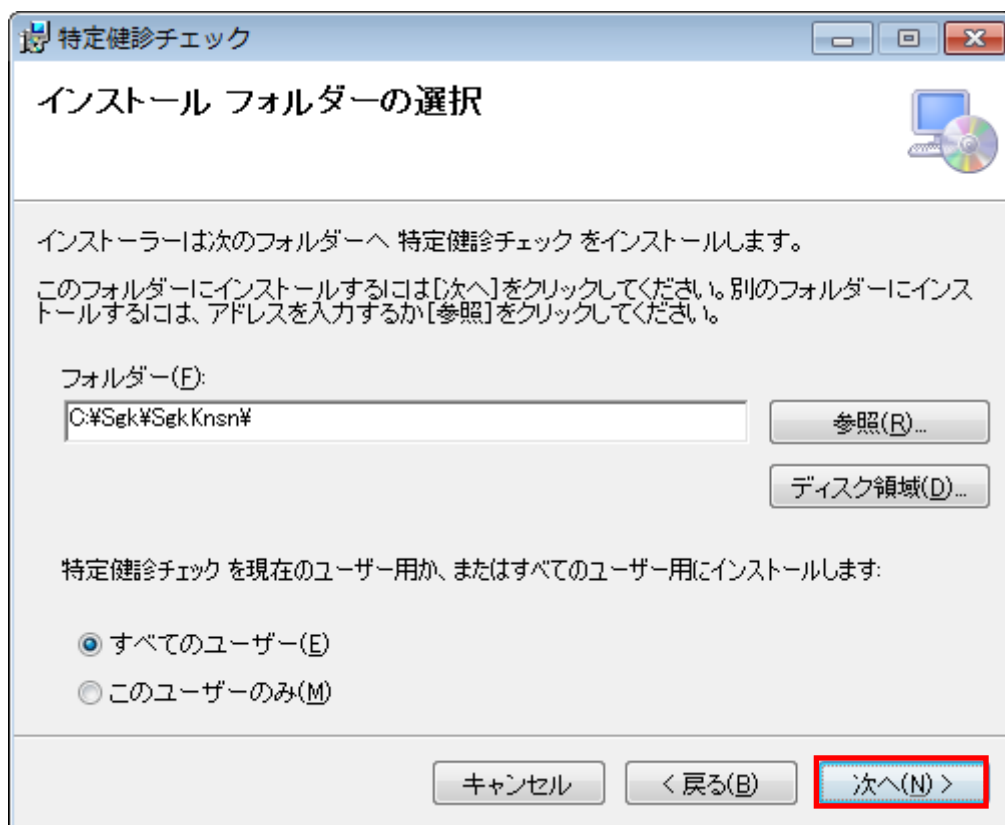 特定健診チェック
インストール フォルダーの選択
インストーラーは次のフォルダーへ 特定健診チェック をインストールします。
このフォルダーにインストールするには[次へ]をクリックしてください。別のフォルダーにインス
トールするには、アドレスを入力するか[参照]をクリックしてください。
フォルダー(F):
C:¥Sgk¥SgkKnsn¥
参照(R)...
ディスク領域(D)...
特定健診チェック を現在のユーザー用か、またはすべてのユーザー用にインストールします:
すべてのユーザー(E)
このユーザーのみ(M)
キャンセル
< 戻る(B)
次へ(N) >